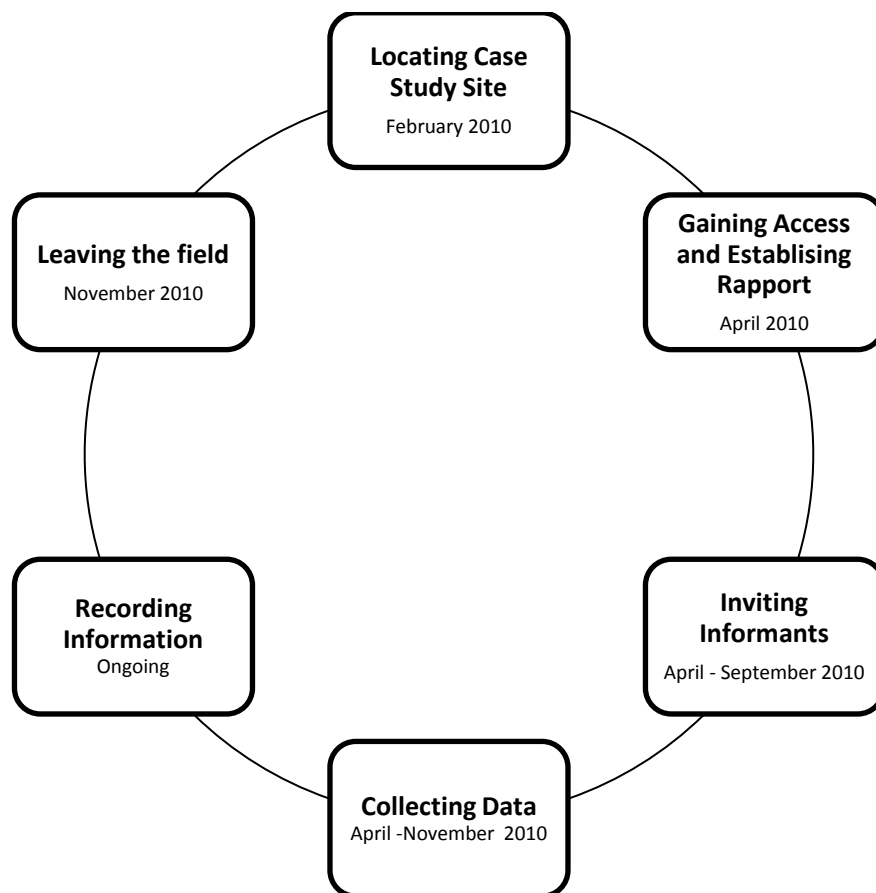 Locating Case
Study Site
February 2010
Gaining Access
and Establising
Rapport
April 2010
Inviting
Informants
April - September 2010
Collecting Data
April -November  2010
Recording
Information
Ongoing
Leaving the field
November 2010